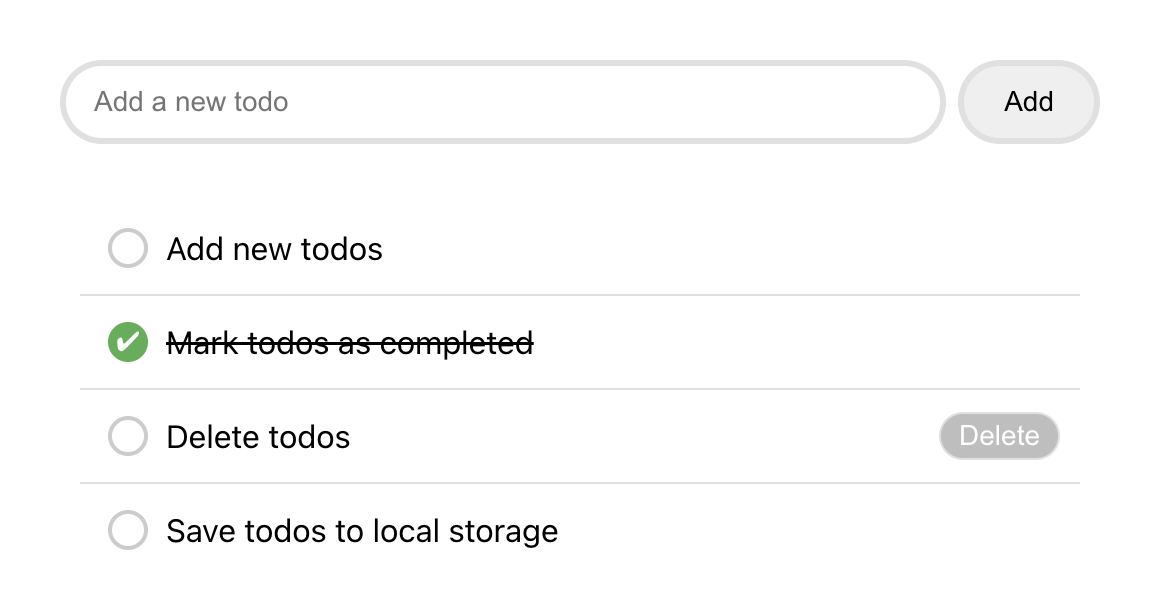 Add a new todo
Add
Add new todos
Mark todos as completed
Delete todos
Delete
Save todos to local storage